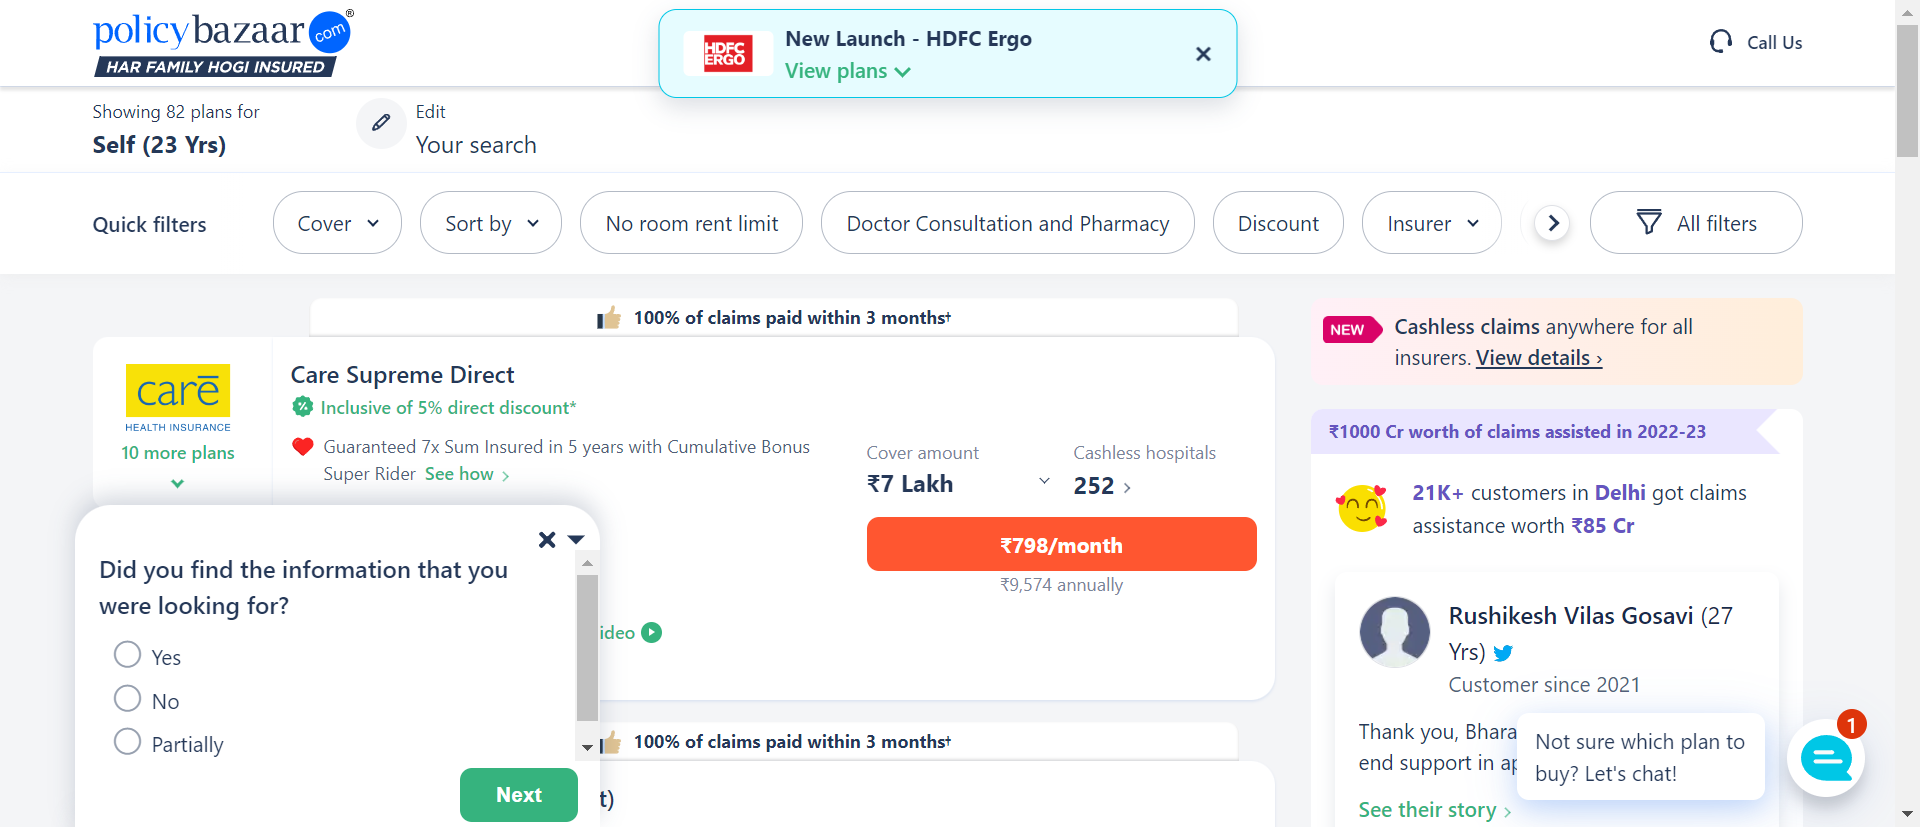 policybazaar.com®
HAR FAMILY HOGI INSURED
HDFC
ERGO
New Launch - HDFC Ergo
View plans
Call Us
Showing 82 plans for
Self (23 Yrs)
Edit
Your search
Quick filters
Cover
Sort by
No room rent limit
Doctor Consultation and Pharmacy
Discount
Insurer
All filters
100% of claims paid within 3 months†
carē
HEALTH INSURANCE
10 more plans
Care Supreme Direct
Inclusive of 5% direct discount*
Guaranteed 7x Sum Insured in 5 years with Cumulative Bonus
Super Rider See how ›
Cover amount
₹7 Lakh
Cashless hospitals
252 ›
₹798/month
₹9,574 annually
ideo
Did you find the information that you
were looking for?
Yes
No
Partially
Next
100% of claims paid within 3 months†
t)
NEW
Cashless claims anywhere for all
insurers. View details ›
₹1000 Cr worth of claims assisted in 2022-23
21K+ customers in Delhi got claims
assistance worth ₹85 Cr
Rushikesh Vilas Gosavi (27
Yrs)
Customer since 2021
Thank you, Bhara
end support in ap
See their story ›
Not sure which plan to
buy? Let's chat!
1